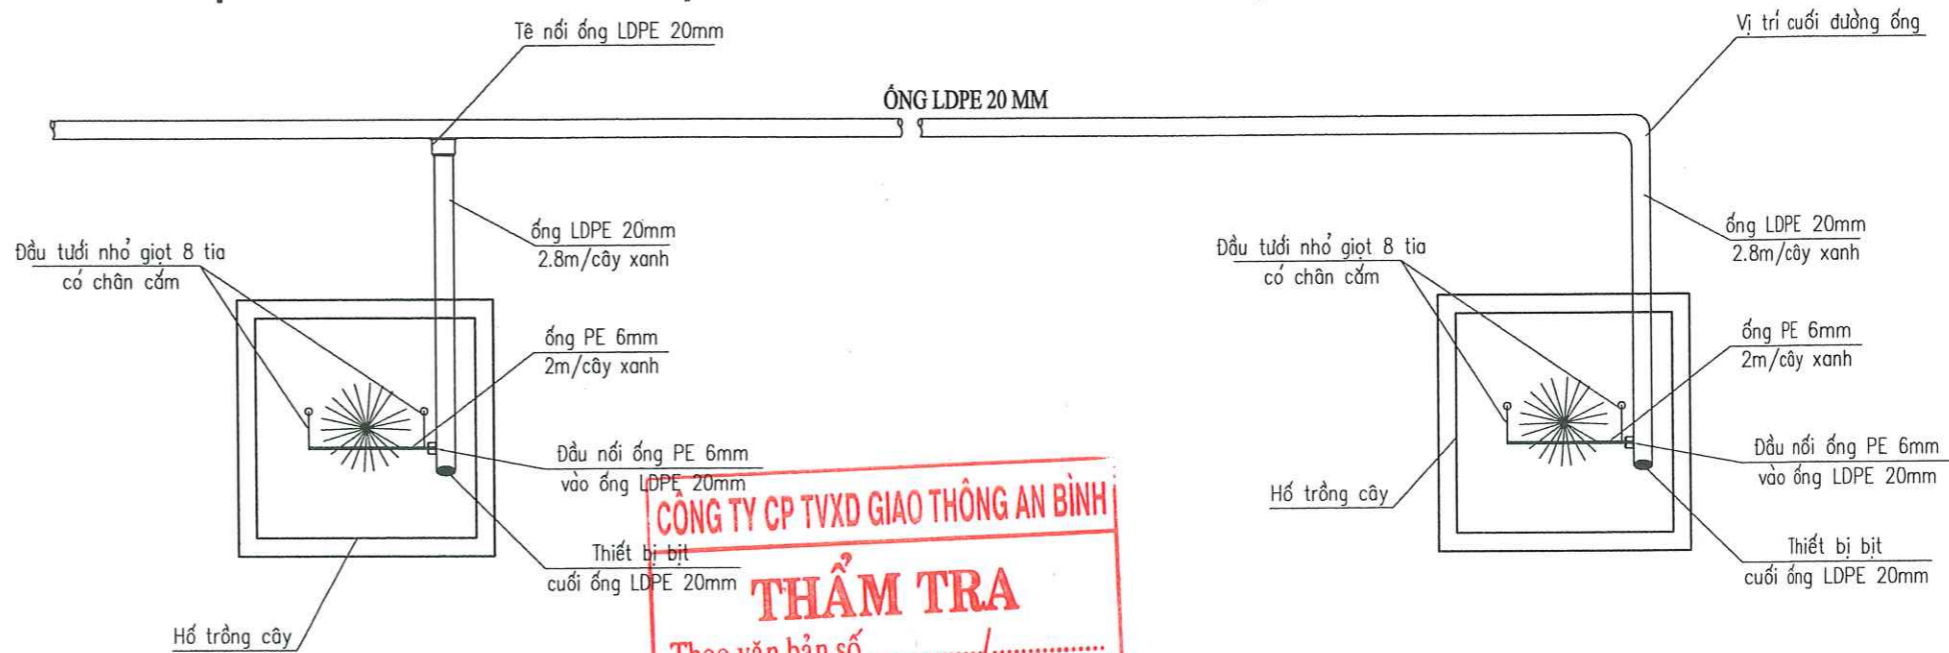 Tê nối ống LDPE 20mm
Vị trí cuối đường ống
ỐNG LDPE 20 MM
ống LDPE 20mm
2.8m/cây xanh
Đầu tưới nhỏ giọt 8 tia
có chân cắm
ống PE 6mm
2m/cây xanh
Đầu nối ống PE 6mm
vào ống LDPE 20mm
Thiết bị bịt
cuối ống LDPE 20mm
Hố trồng cây
ống LDPE 20mm
2.8m/cây xanh
Đầu tưới nhỏ giọt 8 tia
có chân cắm
ống PE 6mm
2m/cây xanh
Đầu nối ống PE 6mm
vào ống LDPE 20mm
Hố trồng cây
Thiết bị bịt
cuối ống LDPE 20mm
CÔNG TY CP TVXD GIAO THÔNG AN BÌNH
THẨM TRA
Theo văn bản số............../................